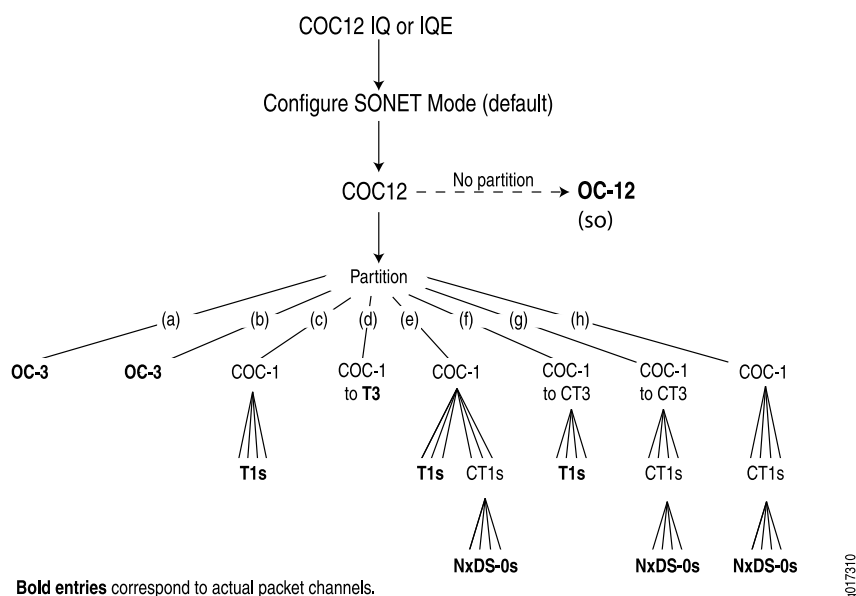 COC12 IQ or IQE
Configure SONET Mode (default)
COC12
No partition
OC-12
(so)
Partition
(a)
(b)
(c)
(d)
(e)
(f)
(g)
(h)
OC-3
OC-3
COC-1
COC-1
to T3
COC-1
COC-1
to CT3
COC-1
to CT3
COC-1
T1s
T1s
CT1s
T1s
CT1s
CT1s
NxDS-0s
NxDS-0s
NxDS-0s
Bold entries correspond to actual packet channels.
g017310